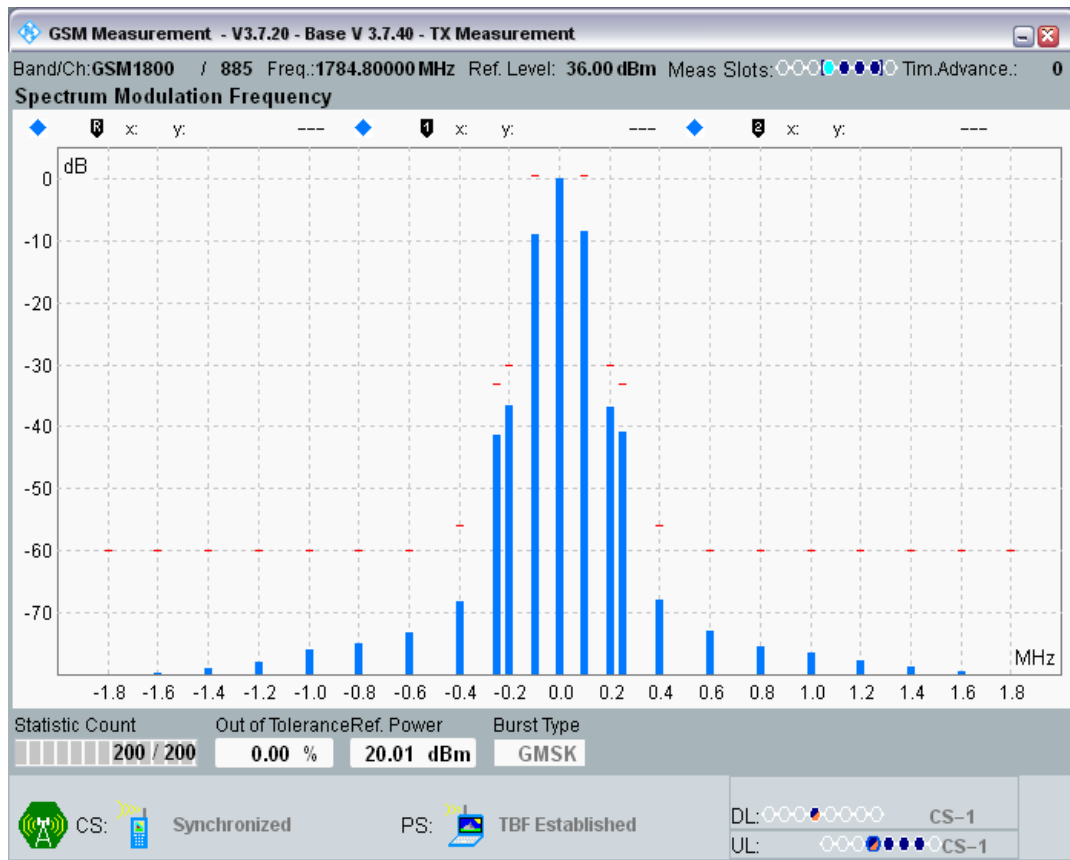 GSM Measurement - V3.7.20 - Base V 3.7.40 - TX Measurement
Band/Ch:GSM1800 / 885 Freq.:1784.80000 MHz Ref. Level: 36.00 dBm Meas Slots: Tim.Advance.: 0
Spectrum Modulation Frequency
R x: y: --- 1 x: y: --- 2 x: y: ---
dB
0
-10
-20
-30
-40
-50
-60
-70
MHz
-1.8 -1.6 -1.4 -1.2 -1.0 -0.8 -0.6 -0.4 -0.2 0.0 0.2 0.4 0.6 0.8 1.0 1.2 1.4 1.6 1.8
Statistic Count Out of Tolerance Ref. Power Burst Type
200 / 200 0.00 % 20.01 dBm GMSK
CS: Synchronized PS: TBF Established
DL: CS-1
UL: CS-1